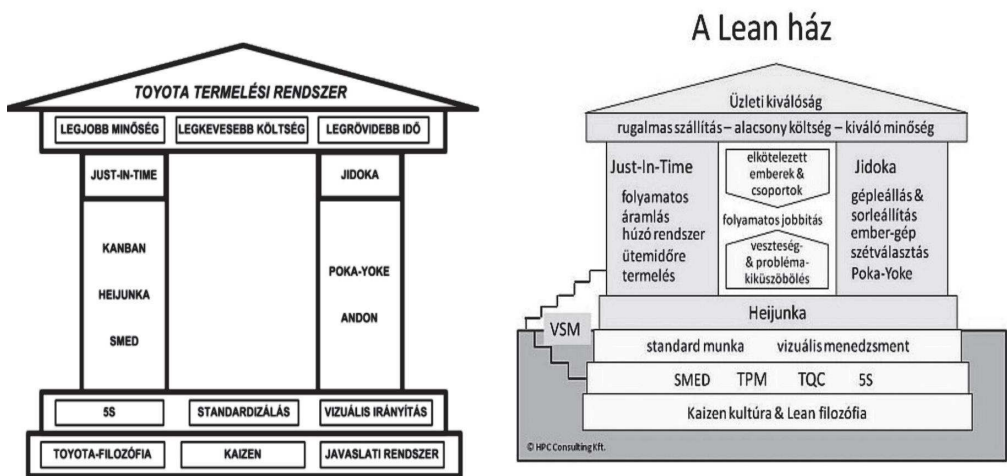 TOYOTA TERMELÉSI RENDSZER
LEGJOBB MINŐSÉG
LEGKEVESEBB KÖLTSÉG
LEGRÖVIDEBB IDŐ
JUST-IN-TIME
JIDOKA
KANBAN
HEIJUNKA
SMED
POKA-YOKE
ANDON
5S
STANDARDIZÁLÁS
VIZUÁLIS IRÁNYÍTÁS
TOYOTA-FILOZÓFIA
KAIZEN
JAVASLATI RENDSZER
A Lean ház
Üzleti kiválóság
rugalmas szállítás – alacsony költség – kiváló minőség
Just-In-Time
folyamatos
áramlás
húzó rendszer
ütemidőre
termelés
elkötelezett
emberek &
csoportok
folyamatos jobbítás
veszteség-
& probléma-
kiküszöbölés
Jidoka
gépleállás &
sorleállítás
ember-gép
szétválasztás
Poka-Yoke
Heijunka
VSM
standard munka
vizuális menedzsment
SMED
TPM
TQC
5S
Kaizen kultúra & Lean filozófia
© HPC Consulting Kft.